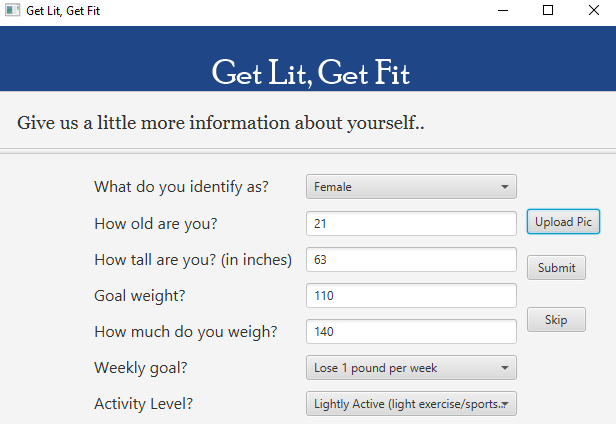 Get Lit, Get Fit
Get Lit, Get Fit
Give us a little more information about yourself..
What do you identify as? Female
How old are you? 21 Upload Pic
How tall are you? (in inches) 63 Submit
Goal weight? 110
How much do you weigh? 140 Skip
Weekly goal? Lose 1 pound per week
Activity Level? Lightly Active (light exercise/sports...